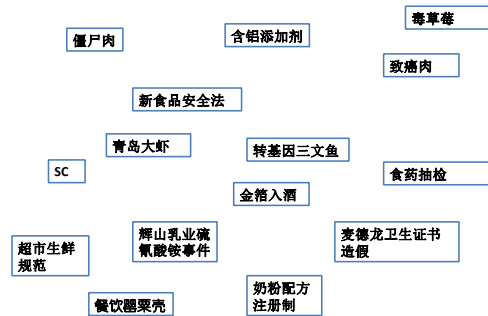 毒草莓
僵尸肉
含铝添加剂
致癌肉
新食品安全法
青岛大虾
转基因三文鱼
SC
食药抽检
金箔入酒
超市生鲜
规范
辉山乳业硫
氰酸铵事件
麦德龙卫生证书
造假
餐饮罂粟壳
奶粉配方
注册制